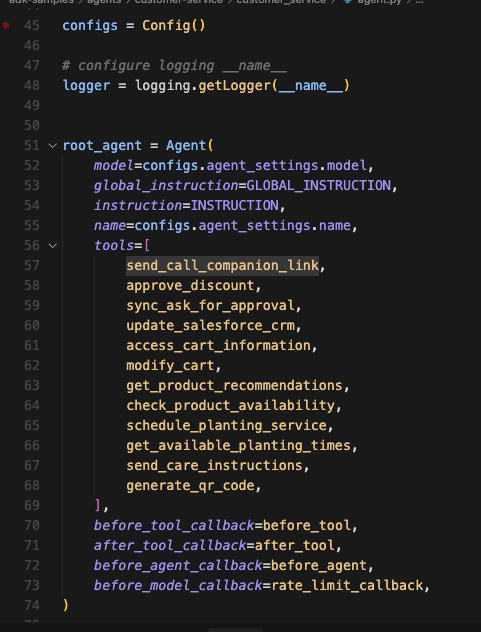 adk-samples > agents > customer-service > customer_service > agent.py > ...
45 configs = Config()
46
47 # configure logging __name__
48 logger = logging.getLogger(__name__)
49
50
51 root_agent = Agent(
52     model=configs.agent_settings.model,
53     global_instruction=GLOBAL_INSTRUCTION,
54     instruction=INSTRUCTION,
55     name=configs.agent_settings.name,
56     tools=[
57         send_call_companion_link,
58         approve_discount,
59         sync_ask_for_approval,
60         update_salesforce_crm,
61         access_cart_information,
62         modify_cart,
63         get_product_recommendations,
64         check_product_availability,
65         schedule_planting_service,
66         get_available_planting_times,
67         send_care_instructions,
68         generate_qr_code,
69     ],
70     before_tool_callback=before_tool,
71     after_tool_callback=after_tool,
72     before_agent_callback=before_agent,
73     before_model_callback=rate_limit_callback,
74 )